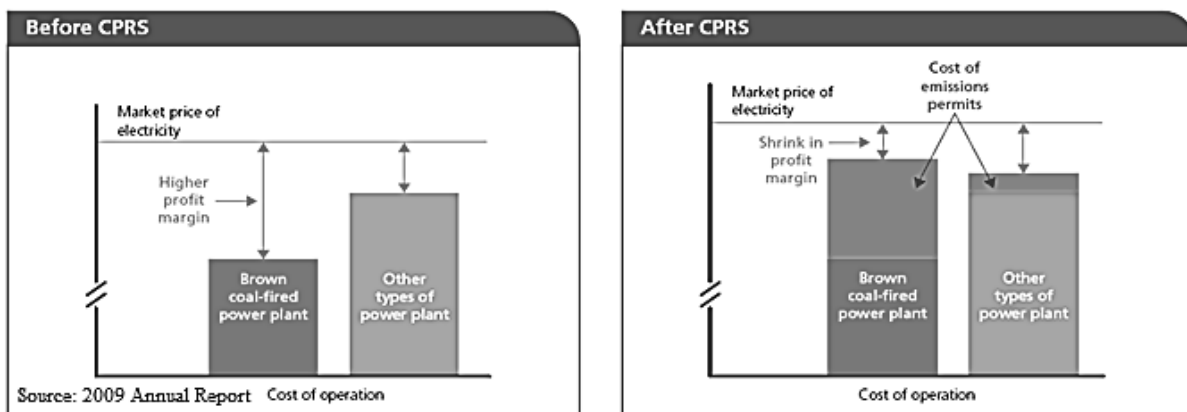 Before CPRS
Market price of
electricity
Higher
profit
margin
Brown
coal-fired
power plant
Other
types of
power plant
Source: 2009 Annual Report
Cost of operation
After CPRS
Cost of
emissions
permits
Market price of
electricity
Shrink in
profit
margin
Brown
coal-fired
power plant
Other
types of
power plant
Cost of operation